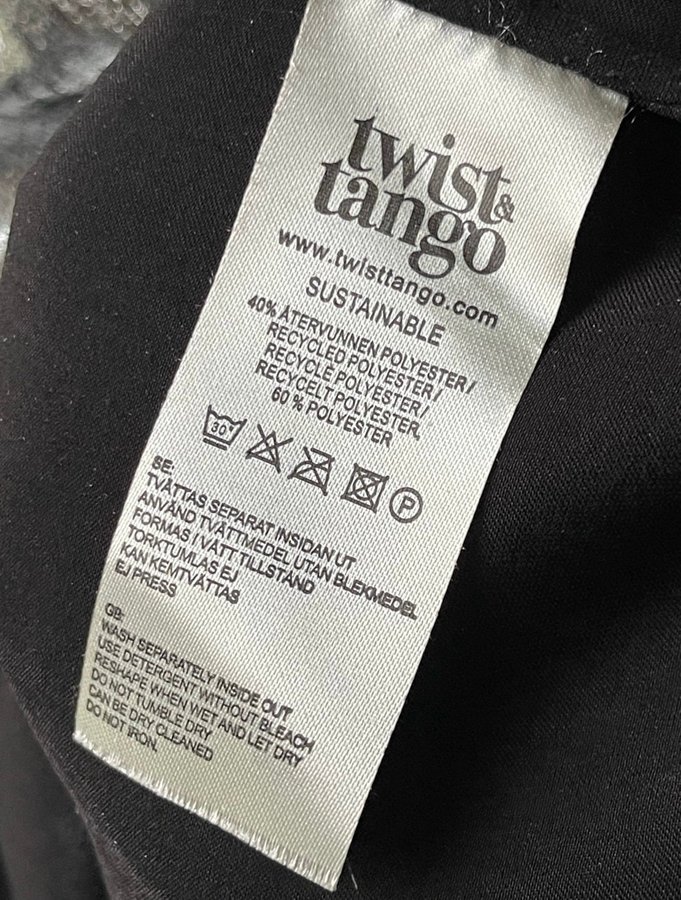 twist &
tango
www.twisttango.com
SUSTAINABLE
40% ÅTERVUNNEN POLYESTER/
RECYCLED POLYESTER/
RECYCLÉ POLYESTER/
RECYCELT POLYESTER,
60 % POLYESTER
30° P
SE:
TVÄTTAS SEPARAT INSIDAN UT
ANVÄND TVÄTTMEDEL UTAN BLEKMEDEL
FORMAS I VÅTT TILLSTÅND
TORKTUMLAS EJ
KAN KEMTVÄTTAS
EJ PRESS
GB:
WASH SEPARATELY INSIDE OUT
USE DETERGENT WITHOUT BLEACH
RESHAPE WHEN WET AND LET DRY
DO NOT TUMBLE DRY
CAN BE DRY CLEANED
DO NOT IRON.